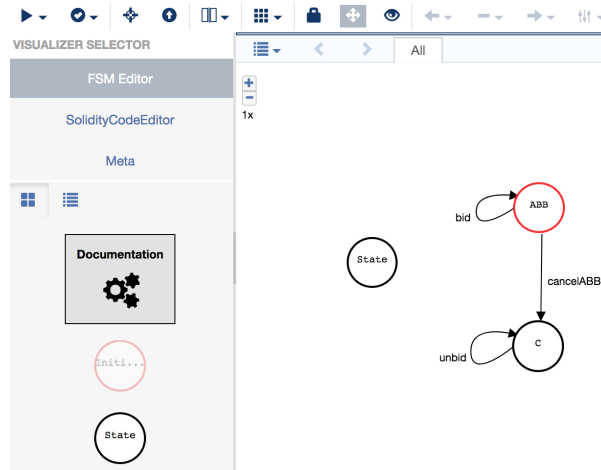 VISUALIZER SELECTOR
All
FSM Editor
SolidityCodeEditor
Meta
1x
Documentation
Initi...
State
State
ABB
bid
cancelABB
C
unbid